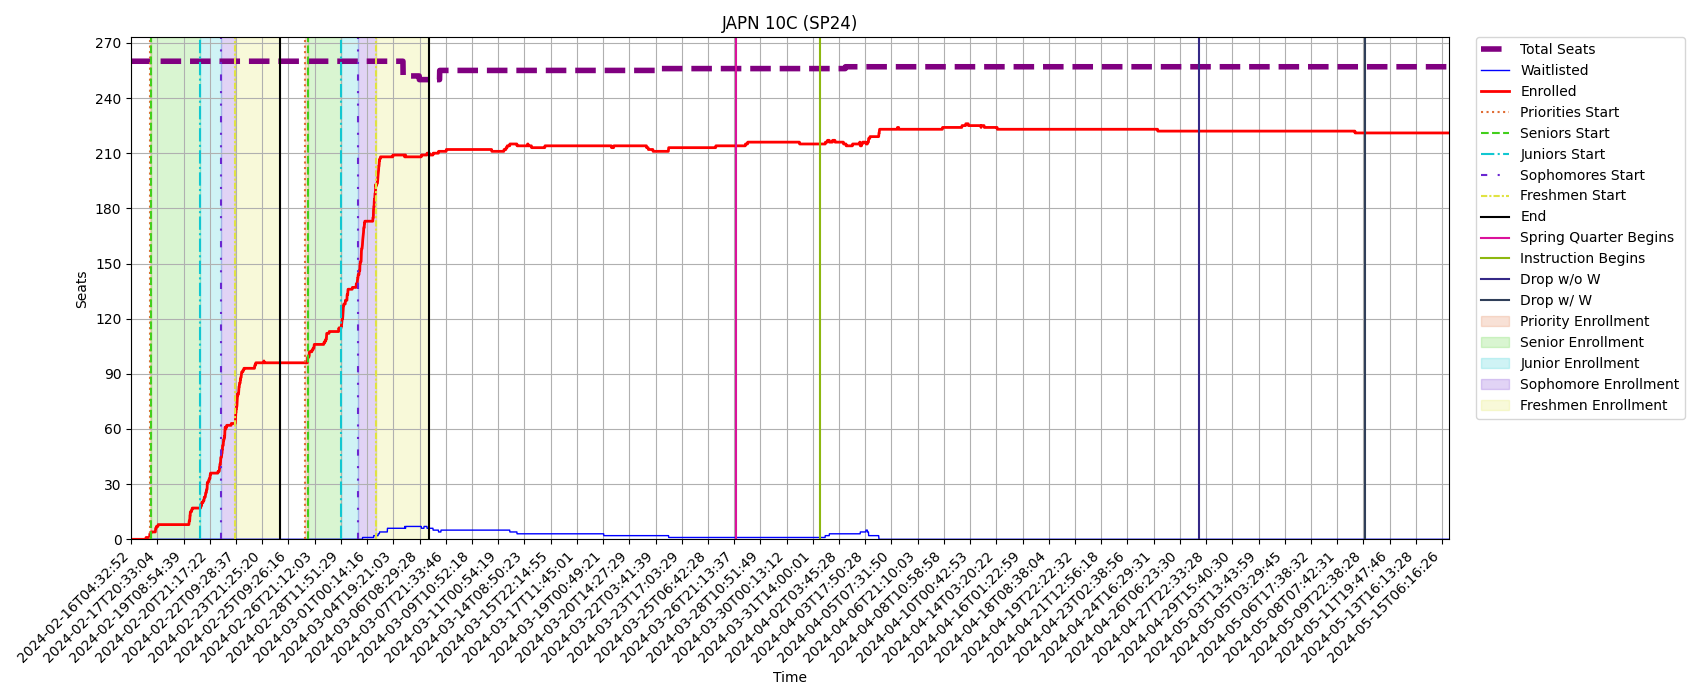 JAPN 10C (SP24)
270
240
210
180
150
120
90
60
30
0
Seats
2024-02-16T04:32:52
2024-02-17T20:33:04
2024-02-19T08:54:39
2024-02-20T21:17:22
2024-02-22T09:28:37
2024-02-23T21:25:20
2024-02-25T09:26:16
2024-02-26T21:12:03
2024-02-28T11:51:29
2024-03-01T00:14:16
2024-03-04T19:21:03
2024-03-06T08:29:28
2024-03-07T21:33:46
2024-03-09T10:52:18
2024-03-11T00:54:19
2024-03-14T08:50:23
2024-03-15T22:14:55
2024-03-17T11:45:01
2024-03-19T00:49:21
2024-03-20T14:27:29
2024-03-22T03:41:39
2024-03-23T17:03:29
2024-03-25T06:42:28
2024-03-26T21:13:37
2024-03-28T10:51:49
2024-03-30T00:13:12
2024-03-31T14:00:01
2024-04-02T03:45:28
2024-04-03T17:50:28
2024-04-05T07:31:50
2024-04-06T21:10:03
2024-04-08T10:58:58
2024-04-10T00:42:53
2024-04-14T03:20:22
2024-04-16T01:22:59
2024-04-18T08:38:04
2024-04-19T22:22:32
2024-04-21T12:56:18
2024-04-23T02:38:56
2024-04-24T16:29:31
2024-04-26T06:23:30
2024-04-27T22:33:28
2024-04-29T15:40:30
2024-05-03T13:43:59
2024-05-05T03:29:45
2024-05-06T17:38:32
2024-05-08T07:42:31
2024-05-09T22:38:28
2024-05-11T19:47:46
2024-05-13T16:13:28
2024-05-15T06:16:26
Time
Total Seats
Waitlisted
Enrolled
Priorities Start
Seniors Start
Juniors Start
Sophomores Start
Freshmen Start
End
Spring Quarter Begins
Instruction Begins
Drop w/o W
Drop w/ W
Priority Enrollment
Senior Enrollment
Junior Enrollment
Sophomore Enrollment
Freshmen Enrollment